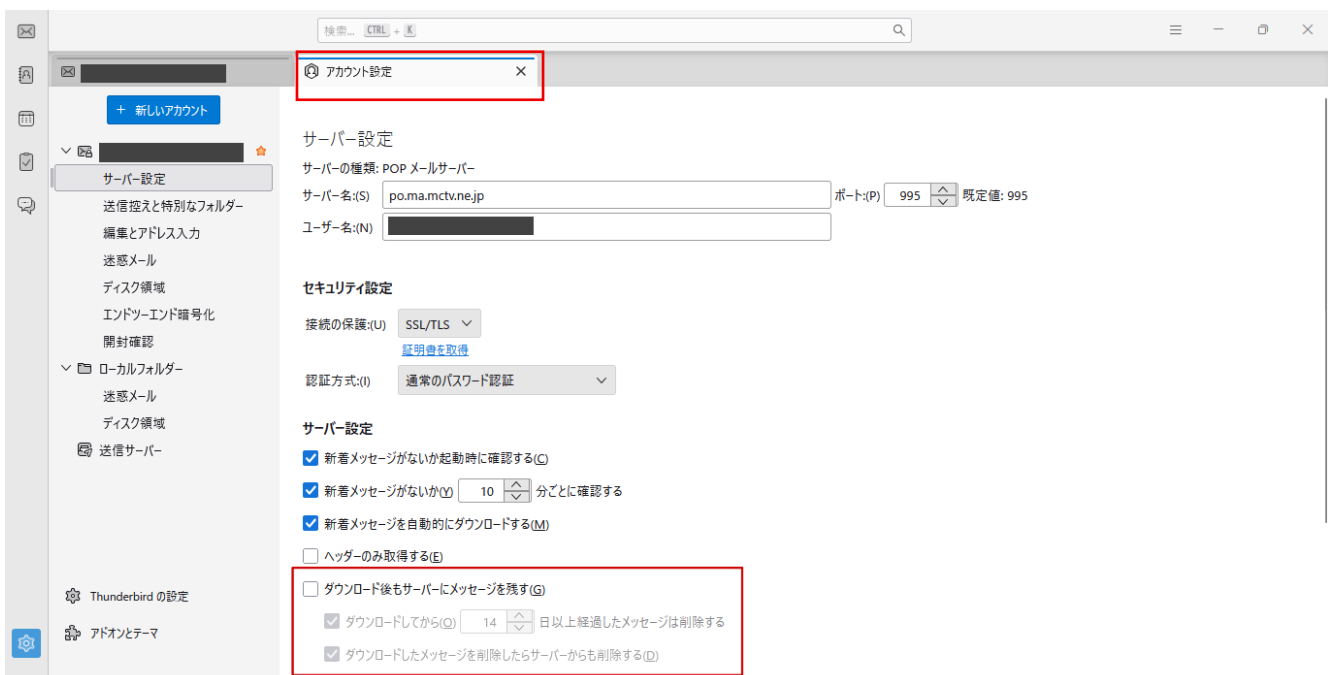 検索... CTRL + K
アカウント設定
+ 新しいアカウント
サーバー設定
送信控えと特別なフォルダー
編集とアドレス入力
迷惑メール
ディスク領域
エンドツーエンド暗号化
開封確認
ローカルフォルダー
迷惑メール
ディスク領域
送信サーバー
Thunderbird の設定
アドオンとテーマ
サーバー設定
サーバーの種類: POP メールサーバー
サーバー名:(S) po.ma.mctv.ne.jp ポート:(P) 995 既定値: 995
ユーザー名:(N)
セキュリティ設定
接続の保護:(U) SSL/TLS
証明書を取得
認証方式:(I) 通常のパスワード認証
サーバー設定
新着メッセージがないか起動時に確認する(C)
新着メッセージがないか(Y) 10 分ごとに確認する
新着メッセージを自動的にダウンロードする(M)
ヘッダーのみ取得する(E)
ダウンロード後もサーバーにメッセージを残す(G)
ダウンロードしてから(O) 14 日以上経過したメッセージは削除する
ダウンロードしたメッセージを削除したらサーバーからも削除する(D)